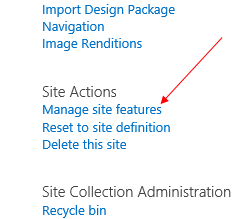 Import Design Package
Navigation
Image Renditions
Site Actions
Manage site features
Reset to site definition
Delete this site
Site Collection Administration
Recycle bin